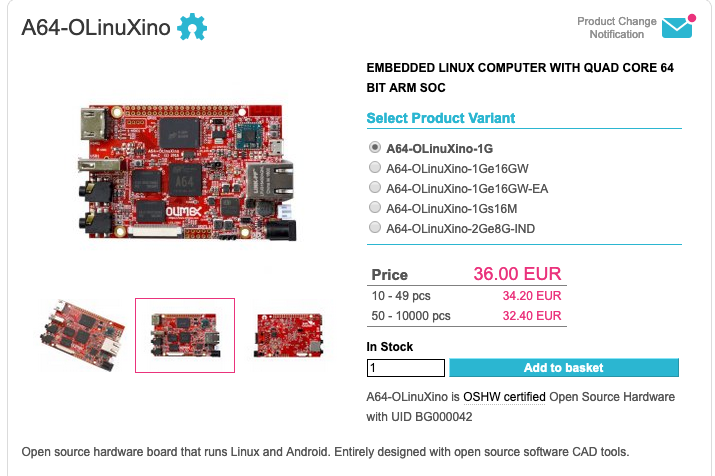 A64-OLinuXino
Product Change
Notification
EMBEDDED LINUX COMPUTER WITH QUAD CORE 64
BIT ARM SOC
Select Product Variant
A64-OLinuXino-1G
A64-OLinuXino-1Ge16GW
A64-OLinuXino-1Ge16GW-EA
A64-OLinuXino-1Gs16M
A64-OLinuXino-2Ge8G-IND
A64-OLinuXino
A64
OLIMEX
Price 36.00 EUR
10 - 49 pcs 34.20 EUR
50 - 10000 pcs 32.40 EUR
In Stock
1
Add to basket
A64-OLinuXino is OSHW certified Open Source Hardware
with UID BG000042
Open source hardware board that runs Linux and Android. Entirely designed with open source software CAD tools.